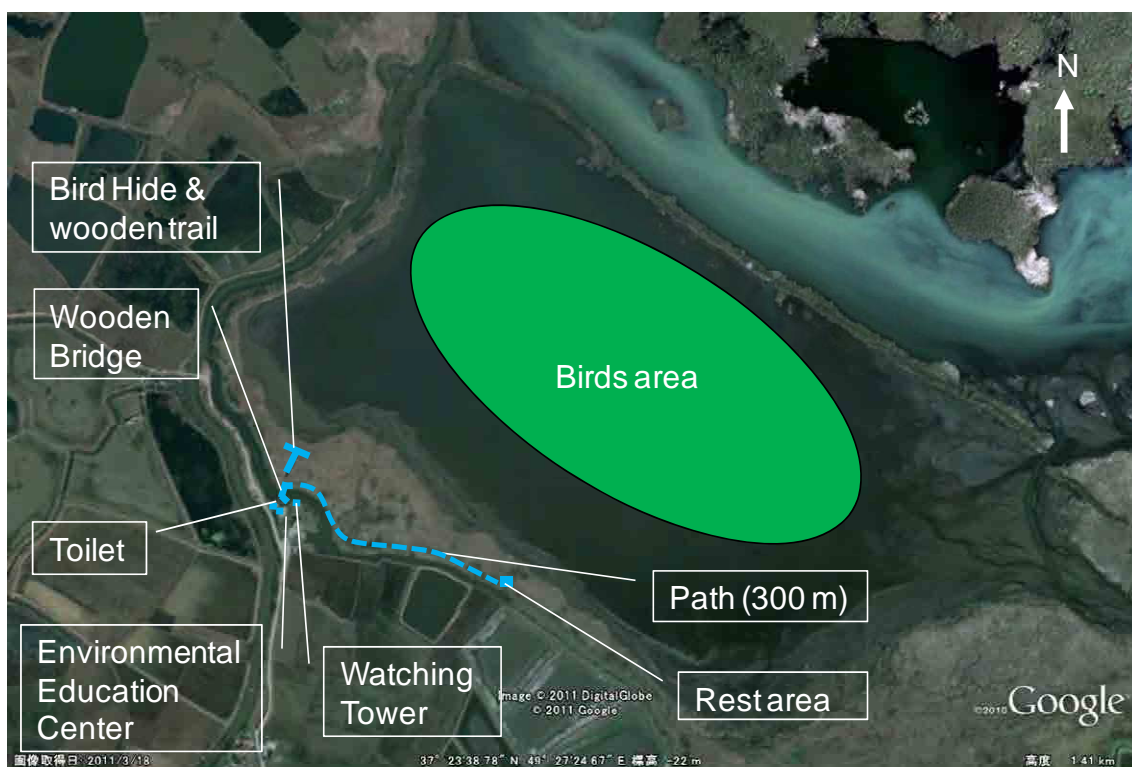 N
Bird Hide &
wooden trail
Wooden
Bridge
Birds area
Toilet
Path (300 m)
Environmental
Education
Center
Watching
Tower
Rest area
Image © 2011 DigitalGlobe
© 2011 Google
©2010 Google
画像取得日: 2011/3/18
37° 23'38.78" N 49° 27'24.67" E 標高 -22 m
高度 1.41 km